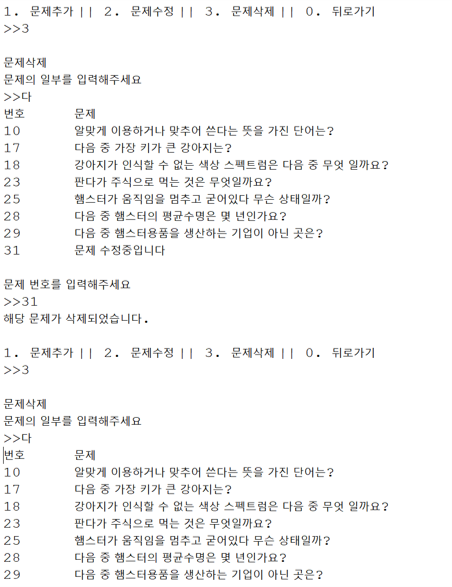 1. 문제추가 || 2. 문제수정 || 3. 문제삭제 || 0. 뒤로가기
>>3
문제삭제
문제의 일부를 입력해주세요
>>다
번호 문제
10 알맞게 이용하거나 맞추어 쓴다는 뜻을 가진 단어는?
17 다음 중 가장 키가 큰 강아지는?
18 강아지가 인식할 수 없는 색상 스펙트럼은 다음 중 무엇 일까요?
23 판다가 주식으로 먹는 것은 무엇일까요?
25 햄스터가 움직임을 멈추고 굳어있다 무슨 상태일까?
28 다음 중 햄스터의 평균수명은 몇 년인가요?
29 다음 중 햄스터용품을 생산하는 기업이 아닌 곳은?
31 문제 수정중입니다
문제 번호를 입력해주세요
>>31
해당 문제가 삭제되었습니다.
1. 문제추가 || 2. 문제수정 || 3. 문제삭제 || 0. 뒤로가기
>>3
문제삭제
문제의 일부를 입력해주세요
>>다
번호 문제
10 알맞게 이용하거나 맞추어 쓴다는 뜻을 가진 단어는?
17 다음 중 가장 키가 큰 강아지는?
18 강아지가 인식할 수 없는 색상 스펙트럼은 다음 중 무엇 일까요?
23 판다가 주식으로 먹는 것은 무엇일까요?
25 햄스터가 움직임을 멈추고 굳어있다 무슨 상태일까?
28 다음 중 햄스터의 평균수명은 몇 년인가요?
29 다음 중 햄스터용품을 생산하는 기업이 아닌 곳은?